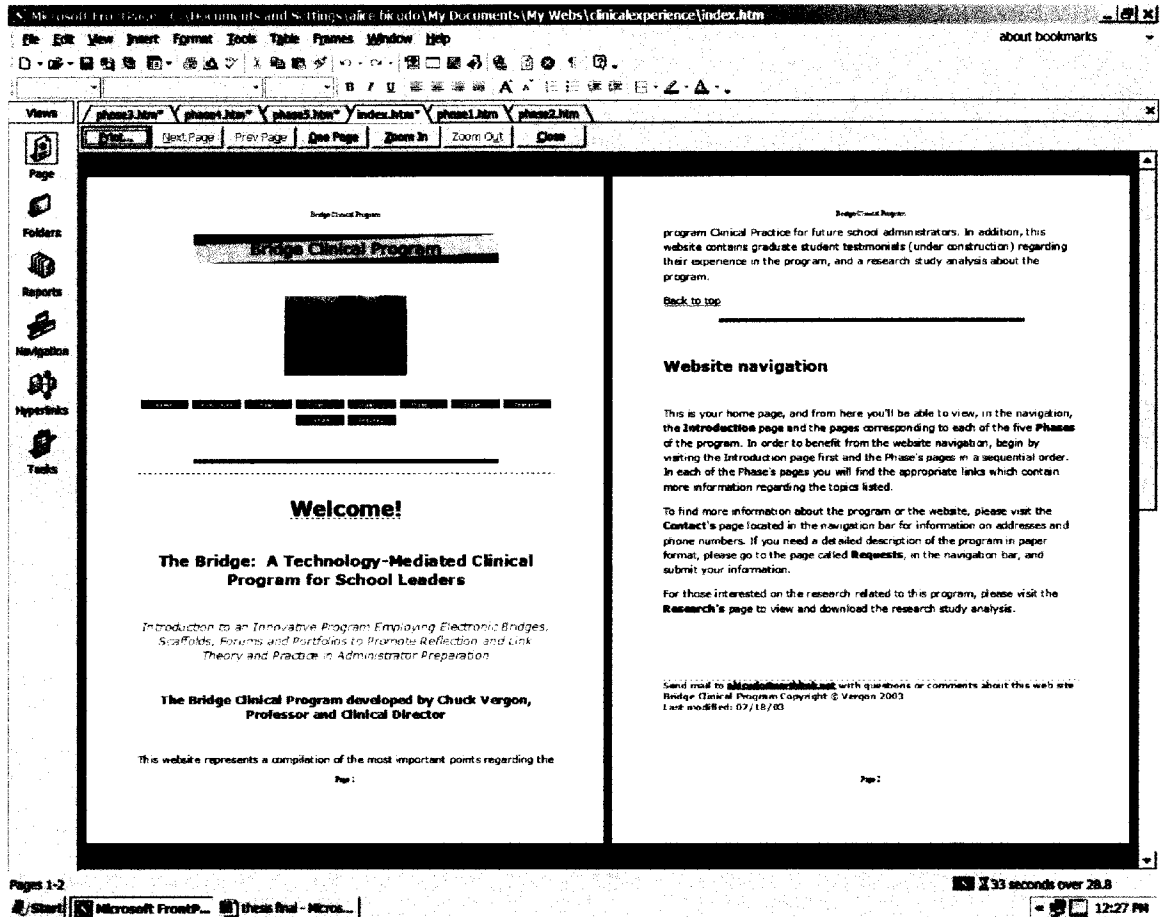 Microsoft FrontPage - C:\Documents and Settings\alice bicudo\My Documents\My Webs\clinicalexperience\index.htm
File Edit View Insert Format Tools Table Frames Window Help
about bookmarks
Views
phase3.htm* phase4.htm* phase5.htm* index.htm* phase1.htm phase2.htm
Print... Next Page Prev Page One Page Zoom In Zoom Out Close
Page
Folders
Reports
Navigation
Hyperlinks
Tasks
Bridge Clinical Program
Bridge Clinical Program
Welcome!
The Bridge: A Technology-Mediated Clinical
Program for School Leaders
Introduction to an Innovative Program Employing Electronic Bridges,
Scaffolds, Forums and Portfolios to Promote Reflection and Link
Theory and Practice in Administrator Preparation
The Bridge Clinical Program developed by Chuck Vergon,
Professor and Clinical Director
This website represents a compilation of the most important points regarding the
Page 1
Bridge Clinical Program
program Clinical Practice for future school administrators. In addition, this
website contains graduate student testmonials (under construction) regarding
their experience in the program, and a research study analysis about the
program.
Back to top
Website navigation
This is your home page, and from here you'll be able to view, in the navigation,
the Introduction page and the pages corresponding to each of the five Phases
of the program. In order to benefit from the website navigation, begin by
visiting the Introduction page first and the Phase's pages in a sequential order.
In each of the Phase's pages you will find the appropriate links which contain
more information regarding the topics listed.
To find more information about the program or the website, please visit the
Contact's page located in the navigation bar for information on addresses and
phone numbers. If you need a detailed description of the program in paper
format, please go to the page called Requests, in the navigation bar, and
submit your information.
For those interested on the research related to this program, please visit the
Research's page to view and download the research study analysis.
Send mail to with questions or comments about this web site
Bridge Clinical Program Copyright © Vergon 2003
Last modified: 07/18/03
Page 2
Pages 1-2
33 seconds over 28.8
Start Microsoft FrontP... thesis final - Micros...
12:27 PM